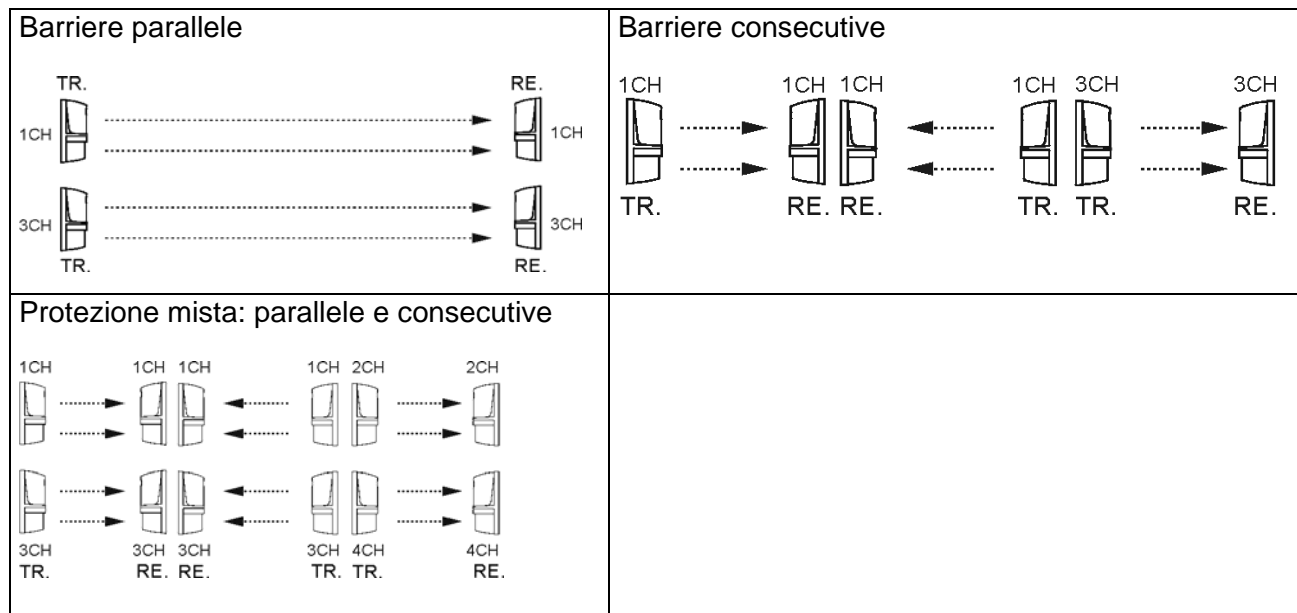 Barriere parallele
TR. RE.
1CH 1CH
3CH 3CH
TR. RE.
Barriere consecutive
1CH 1CH 1CH 1CH 3CH 3CH
TR. RE. RE. TR. TR. RE.
Protezione mista: parallele e consecutive
1CH 1CH 1CH 1CH 2CH 2CH
3CH 3CH 3CH 3CH 4CH 4CH
TR. RE. RE. TR. TR. RE.